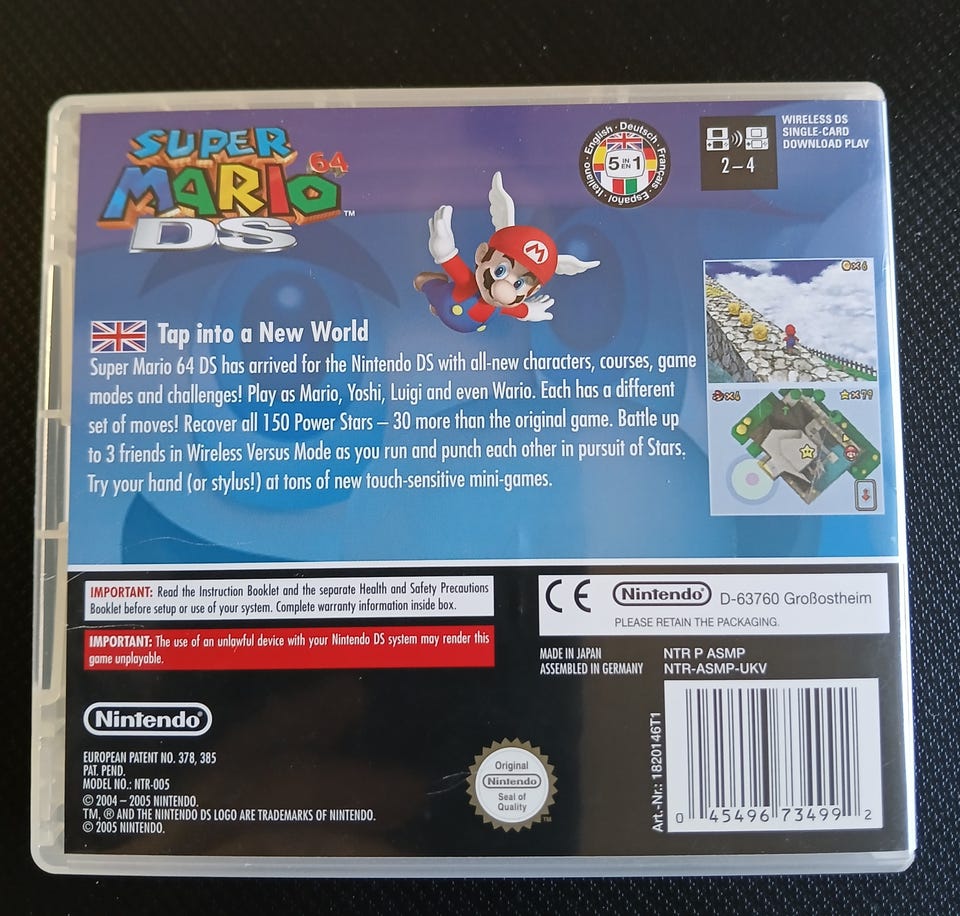 SUPER
MARIO 64
DS ™
English · Deutsch · Français · Español · Italiano
5 IN EN 1
WIRELESS DS
SINGLE-CARD
DOWNLOAD PLAY
2 – 4
M
×6
Tap into a New World
Super Mario 64 DS has arrived for the Nintendo DS with all-new characters, courses, game
modes and challenges! Play as Mario, Yoshi, Luigi and even Wario. Each has a different
set of moves! Recover all 150 Power Stars – 30 more than the original game. Battle up
to 3 friends in Wireless Versus Mode as you run and punch each other in pursuit of Stars.
Try your hand (or stylus!) at tons of new touch-sensitive mini-games.
×4
IMPORTANT: Read the Instruction Booklet and the separate Health and Safety Precautions
Booklet before setup or use of your system. Complete warranty information inside box.
IMPORTANT: The use of an unlawful device with your Nintendo DS system may render this
game unplayable.
CE Nintendo® D-63760 Großostheim
PLEASE RETAIN THE PACKAGING.
MADE IN JAPAN
ASSEMBLED IN GERMANY
NTR P ASMP
NTR-ASMP-UKV
Nintendo®
EUROPEAN PATENT NO. 378, 385
PAT. PEND.
MODEL NO.: NTR-005
© 2004 – 2005 NINTENDO.
TM, ® AND THE NINTENDO DS LOGO ARE TRADEMARKS OF NINTENDO.
© 2005 NINTENDO.
Original
Nintendo
Seal of
Quality
TM
Art.-Nr.: 1820146T1
0 45496 73499 2